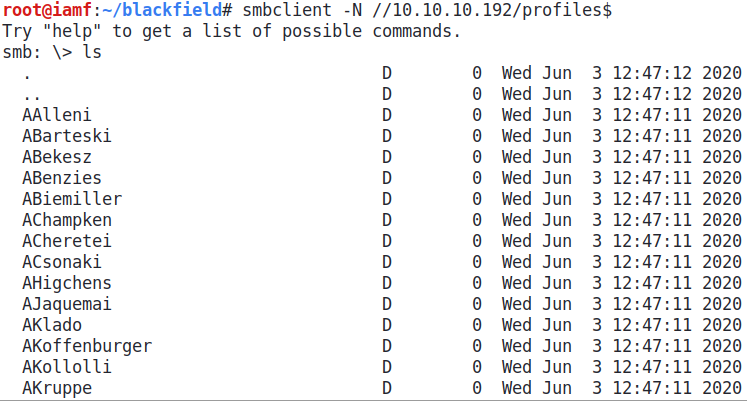 root@iamf:~/blackfield# smbclient -N //10.10.10.192/profiles$
Try "help" to get a list of possible commands.
smb: \> ls
  .                                   D        0  Wed Jun  3 12:47:12 2020
  ..                                  D        0  Wed Jun  3 12:47:12 2020
  AAlleni                             D        0  Wed Jun  3 12:47:11 2020
  ABarteski                           D        0  Wed Jun  3 12:47:11 2020
  ABekesz                             D        0  Wed Jun  3 12:47:11 2020
  ABenzies                            D        0  Wed Jun  3 12:47:11 2020
  ABiemiller                          D        0  Wed Jun  3 12:47:11 2020
  AChampken                           D        0  Wed Jun  3 12:47:11 2020
  ACheretei                           D        0  Wed Jun  3 12:47:11 2020
  ACsonaki                            D        0  Wed Jun  3 12:47:11 2020
  AHigchens                           D        0  Wed Jun  3 12:47:11 2020
  AJaquemai                           D        0  Wed Jun  3 12:47:11 2020
  AKlado                              D        0  Wed Jun  3 12:47:11 2020
  AKoffenburger                       D        0  Wed Jun  3 12:47:11 2020
  AKollolli                           D        0  Wed Jun  3 12:47:11 2020
  AKruppe                             D        0  Wed Jun  3 12:47:11 2020